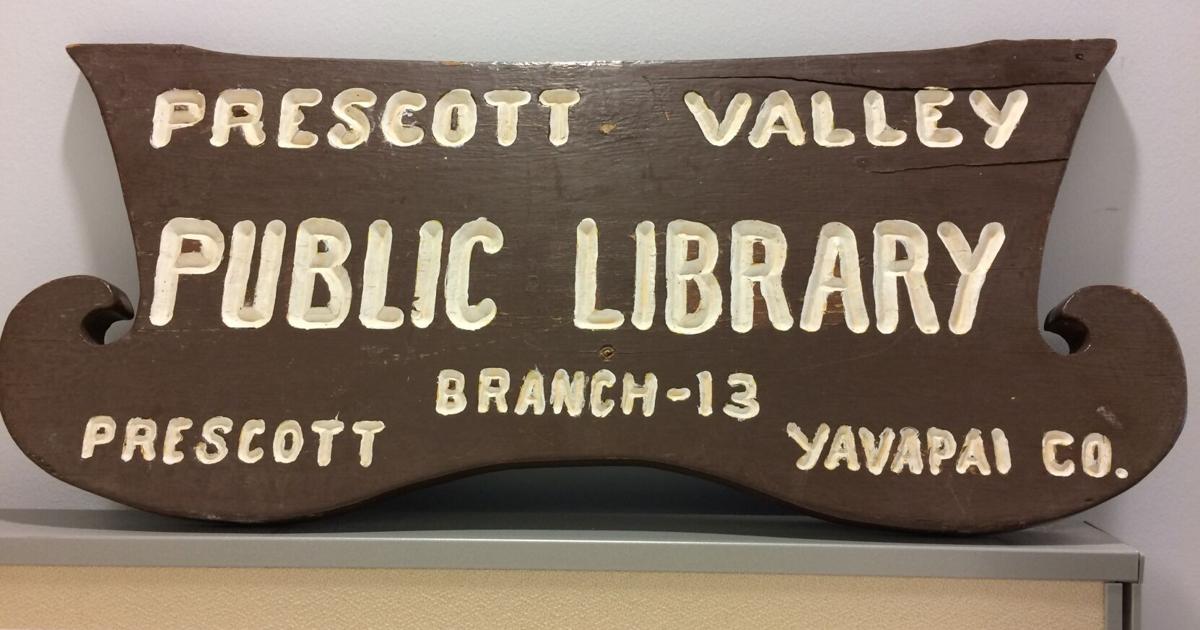 PRESCOTT VALLEY
PUBLIC LIBRARY
BRANCH-13
PRESCOTT YAVAPAI CO.